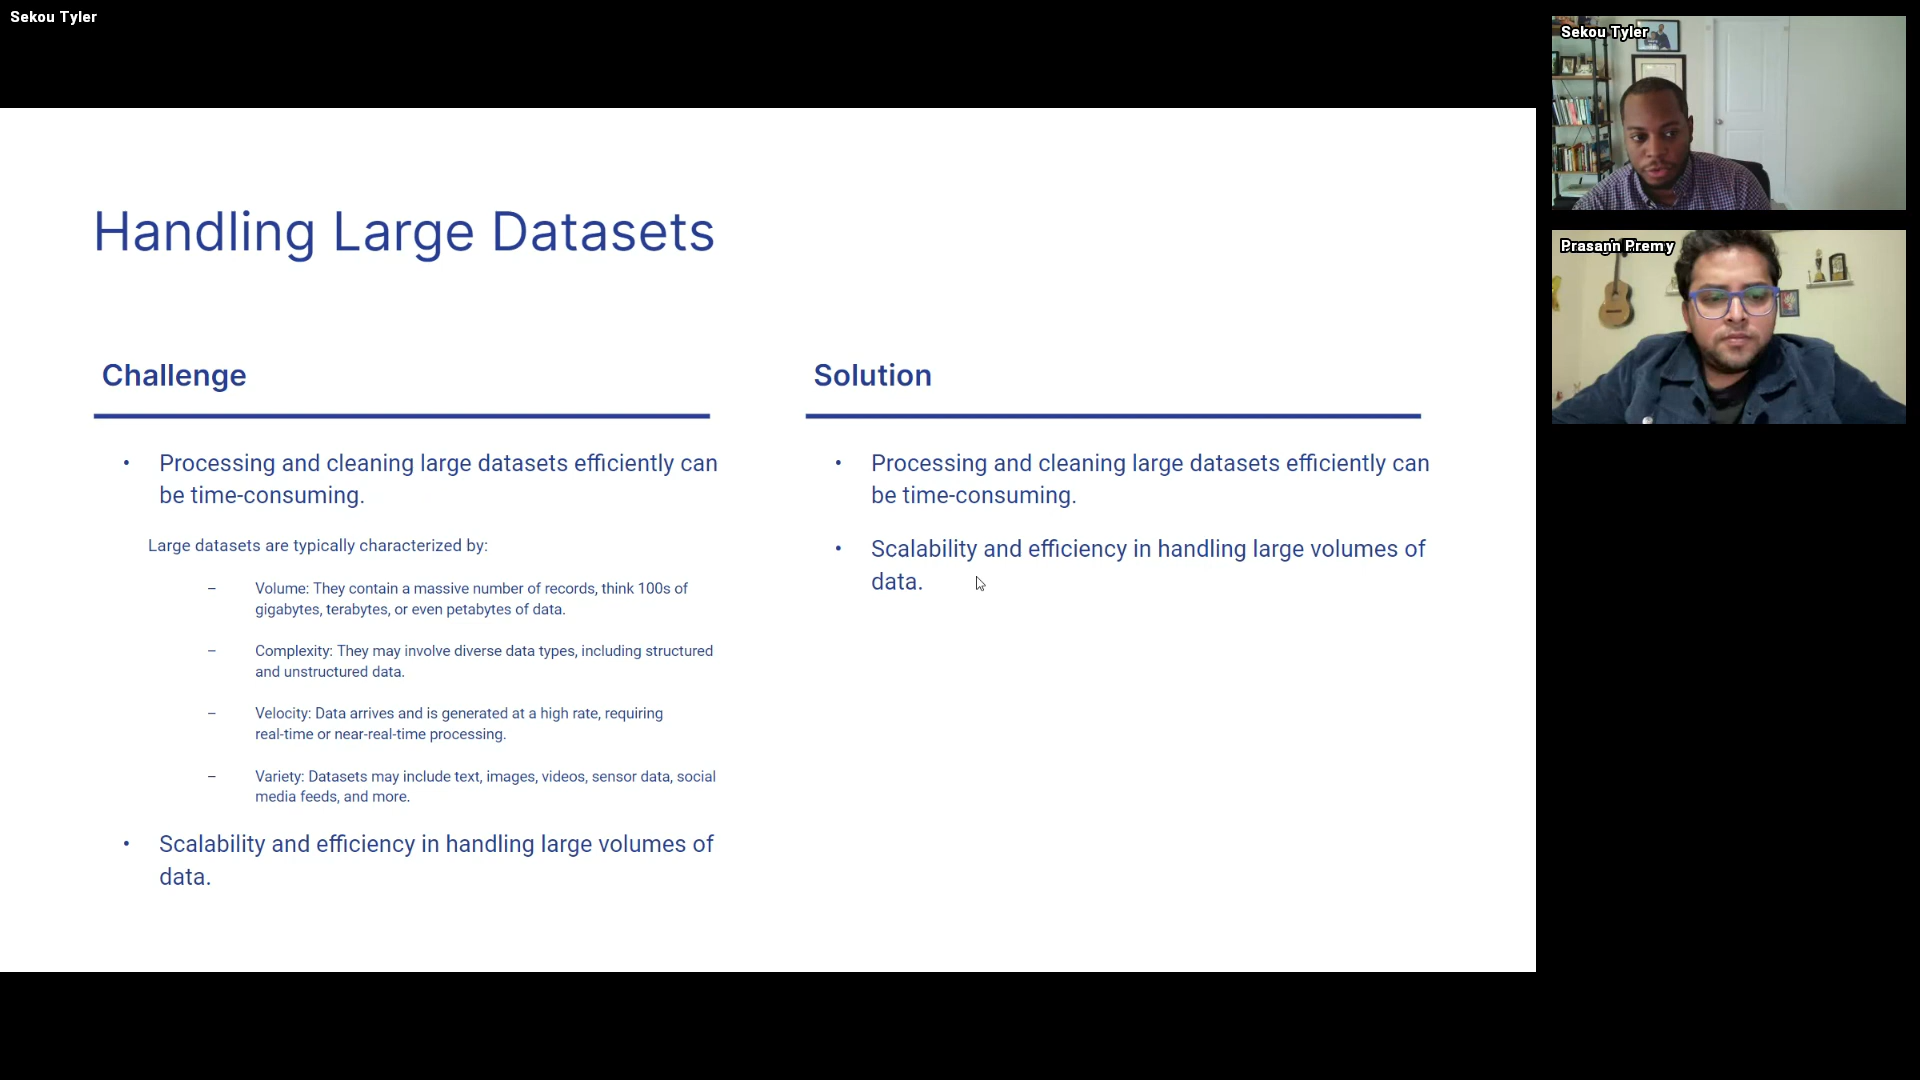 Sekou Tyler
Sekou Tyler
Prasann Premy
Handling Large Datasets
Challenge
• Processing and cleaning large datasets efficiently can
be time-consuming.
Large datasets are typically characterized by:
– Volume: They contain a massive number of records, think 100s of
gigabytes, terabytes, or even petabytes of data.
– Complexity: They may involve diverse data types, including structured
and unstructured data.
– Velocity: Data arrives and is generated at a high rate, requiring
real-time or near-real-time processing.
– Variety: Datasets may include text, images, videos, sensor data, social
media feeds, and more.
• Scalability and efficiency in handling large volumes of
data.
Solution
• Processing and cleaning large datasets efficiently can
be time-consuming.
• Scalability and efficiency in handling large volumes of
data.